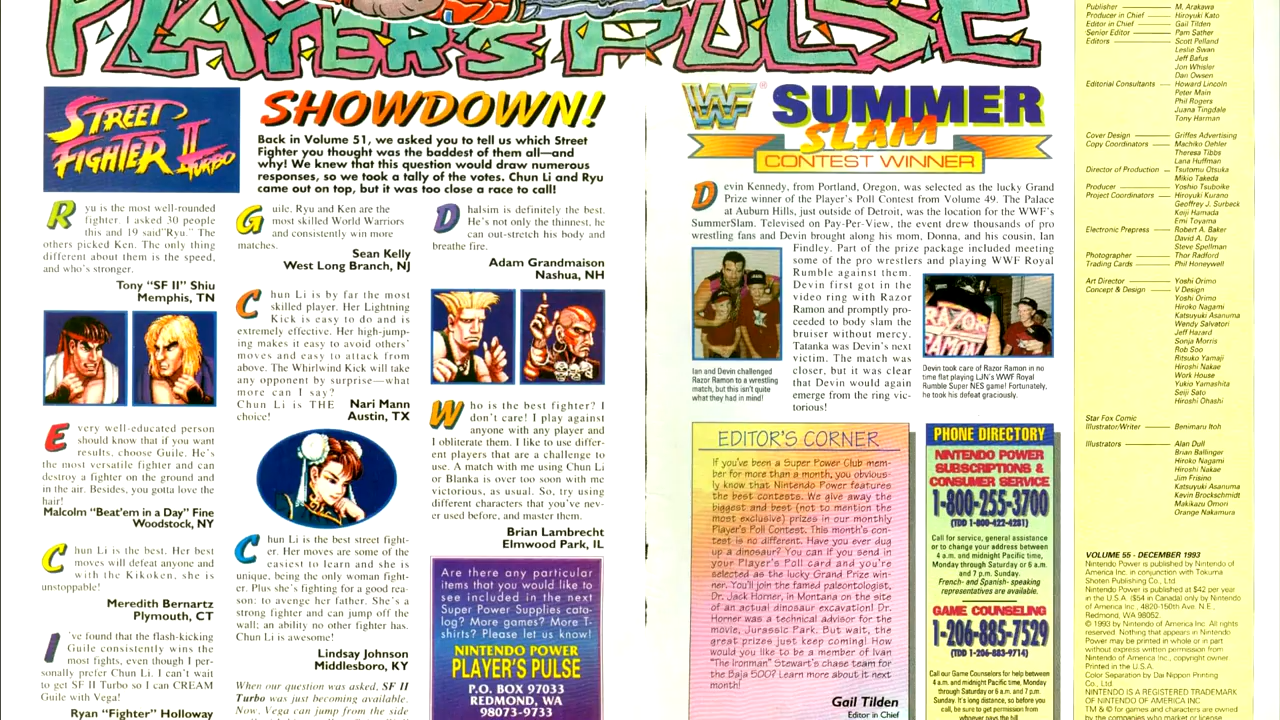 PLAYER'S PULSE
STREET
FIGHTER II
TURBO
SHOWDOWN!
Back in Volume 51, we asked you to tell us which Street
Fighter you thought was the baddest of them all—and
why! We knew that this question would draw numerous
responses, so we took a tally of the votes. Chun Li and Ryu
came out on top, but it was too close a race to call!
Ryu is the most well-rounded
fighter. I asked 30 people
this and 19 said"Ryu." The
others picked Ken. The only thing
different about them is the speed,
and who's stronger.
Tony “SF II” Shiu
Memphis, TN
Every well-educated person
should know that if you want
results, choose Guile. He's
the most versatile fighter and can
destroy a fighter on the ground and
in the air. Besides, you gotta love the
hair!
Malcolm “Beat'em in a Day” Fine
Woodstock, NY
Chun Li is the best. Her best
moves will defeat anyone and
with the Kikoken, she is
unstoppable!
Meredith Bernartz
Plymouth, CT
I've found that the flash-kicking
Guile consistently wins the
most fights, even though I per-
sonally prefer Chun Li. I can't wait
to get SF II Turbo so I can CREAM
Guile with Vega!
Ryan “Fighter” Holloway
Guile, Ryu and Ken are the
most skilled World Warriors
and consistently win more
matches.
Sean Kelly
West Long Branch, NJ
Chun Li is by far the most
skilled player. Her Lightning
Kick is easy to do and is
extremely effective. Her high-jump-
ing makes it easy to avoid others'
moves and easy to attack from
above. The Whirlwind Kick will take
any opponent by surprise—what
more can I say?
Chun Li is THE
choice!
Nari Mann
Austin, TX
Chun Li is the best street fight-
er. Her moves are some of the
easiest to learn and she is
unique, being the only woman fight-
er. Plus she's fighting for a good rea-
son: to avenge her father. She's a
strong fighter and can jump off the
wall; an ability no other fighter has.
Chun Li is awesome!
Lindsay Johnson
Middlesboro, KY
When our question was asked, SF II
Turbo was just becoming available.
Now, Vega can jump from the side
Dhalsim is definitely the best.
He's not only the thinnest, he
can out-stretch his body and
breathe fire.
Adam Grandmaison
Nashua, NH
Who is the best fighter? I
don't care! I play against
anyone with any player and
I obliterate them. I like to use differ-
ent players that are a challenge to
use. A match with me using Chun Li
or Blanka is over too soon with me
victorious, as usual. So, try using
different characters that you've nev-
er used before, and master them.
Brian Lambrecht
Elmwood Park, IL
Are there any particular
items that you would like to
see included in the next
Super Power Supplies cata-
log? More games? More T-
shirts? Please let us know!
NINTENDO POWER
PLAYER'S PULSE
P.O. BOX 97033
REDMOND, WA
98073-9733
WF ®
SUMMER
SLAM
CONTEST WINNER
Devin Kennedy, from Portland, Oregon, was selected as the lucky Grand
Prize winner of the Player's Poll Contest from Volume 49. The Palace
at Auburn Hills, just outside of Detroit, was the location for the WWF's
SummerSlam. Televised on Pay-Per-View, the event drew thousands of pro
wrestling fans and Devin brought along his mom, Donna, and his cousin, Ian
Findley. Part of the prize package included meeting
some of the pro wrestlers and playing WWF Royal
Rumble against them.
Devin first got in the
video ring with Razor
Ramon and promptly pro-
ceeded to body slam the
bruiser without mercy.
Tatanka was Devin's next
victim. The match was
closer, but it was clear
that Devin would again
emerge from the ring vic-
torious!
Ian and Devin challenged
Razor Ramon to a wrestling
match, but this isn't quite
what they had in mind!
RAZOR
RAMON
Devin took care of Razor Ramon in no
time flat playing LJN's WWF Royal
Rumble Super NES game! Fortunately,
he took his defeat graciously.
EDITOR'S CORNER
If you've been a Super Power Club mem-
ber for more than a month, you obvious-
ly know that Nintendo Power features
the best contests. We give away the
biggest and best (not to mention the
most exclusive) prizes in our monthly
Player's Poll Contest. This month's con-
test is no different. Have you ever dug
up a dinosaur? You can if you send in
your Player's Poll card and you're
selected as the lucky Grand Prize win-
ner. You'll join the famed paleontologist,
Dr. Jack Horner, in Montana on the site
of an actual dinosaur excavation! Dr.
Horner was a technical advisor for the
movie, Jurassic Park. But wait, the
great prizes just keep coming! How
would you like to be a member of Ivan
"The Ironman" Stewart's chase team for
the Baja 500? Learn more about it next
month!
Gail Tilden
Editor in Chief
PHONE DIRECTORY
NINTENDO POWER
SUBSCRIPTIONS &
CONSUMER SERVICE
1-800-255-3700
(TDD 1-800-422-4281)
Call for service, general assistance
or to change your address between
4 a.m. and midnight Pacific time,
Monday through Saturday or 6 a.m.
and 7 p.m. Sunday.
French- and Spanish- speaking
representatives are available.
GAME COUNSELING
1-206-885-7529
(TDD 1-206-883-9714)
Call our Game Counselors for help between
4 a.m. and midnight Pacific time, Monday
through Saturday or 6 a.m. and 7 p.m.
Sunday. It's long distance, so before you
call, be sure to get permission from
whoever pays the bill.
Publisher M. Arakawa
Producer in Chief Hiroyuki Kato
Editor in Chief Gail Tilden
Senior Editor Pam Sather
Editors Scott Pelland
Leslie Swan
Jeff Bafus
Jon Whisler
Dan Owsen
Editorial Consultants Howard Lincoln
Peter Main
Phil Rogers
Juana Tingdale
Tony Harman
Cover Design Griffes Advertising
Copy Coordinators Machiko Oehler
Theresa Tibbs
Lana Huffman
Director of Production Tsutomu Otsuka
Mikio Takeda
Producer Yoshio Tsuboike
Project Coordinators Hiroyuki Kurano
Geoffrey J. Surbeck
Keiji Hamada
Emi Toyama
Electronic Prepress Robert A. Baker
David A. Day
Steve Spellman
Photographer Thor Radford
Trading Cards Phil Honeywell
Art Director Yoshi Orimo
Concept & Design V Design
Yoshi Orimo
Hiroko Nagami
Katsuyuki Asanuma
Wendy Salvatori
Jeff Hazard
Sonja Morris
Rob Soo
Ritsuko Yamaji
Hiroshi Nakae
Work House
Yukio Yamashita
Seiji Sato
Hiroshi Ohashi
Star Fox Comic
Illustrator/Writer Benimaru Itoh
Illustrators Alan Dull
Brian Ballinger
Hiroko Nagami
Hiroshi Nakae
Jim Frisino
Katsuyuki Asanuma
Kevin Brockschmidt
Makikazu Omori
Orange Nakamura
VOLUME 55 - DECEMBER 1993
Nintendo Power is published by Nintendo of
America Inc. in conjunction with Tokuma
Shoten Publishing Co., Ltd.
Nintendo Power is published at $42 per year
in the U.S.A. ($54 in Canada) only by Nintendo
of America Inc., 4820-150th Ave. N.E.,
Redmond, WA 98052.
© 1993 by Nintendo of America Inc. All rights
reserved. Nothing that appears in Nintendo
Power may be printed in whole or in part
without express written permission from
Nintendo of America Inc., copyright owner.
Printed in the U.S.A.
Color Separation by Dai Nippon Printing
Co., Ltd
NINTENDO IS A REGISTERED TRADEMARK
OF NINTENDO OF AMERICA INC
TM & © for games and characters are owned
by the companies who market or license